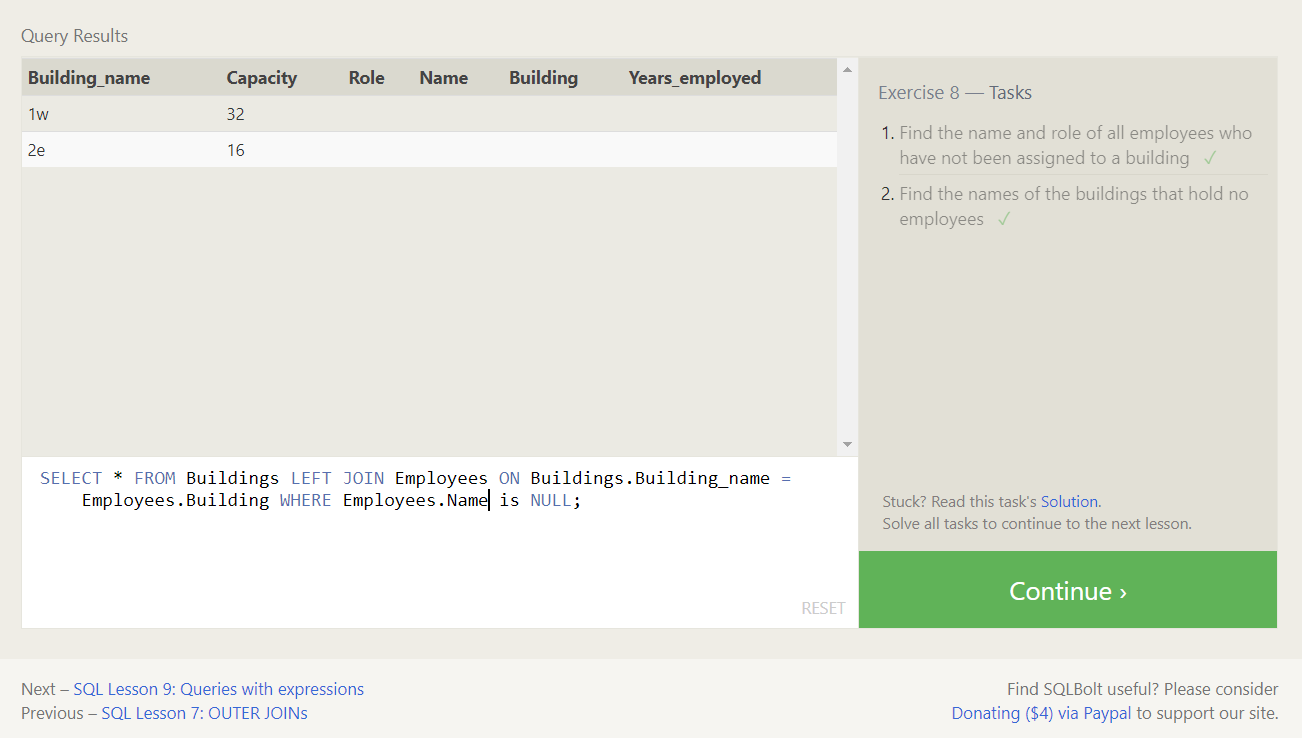 Query Results
Building_name Capacity Role Name Building Years_employed
1w 32
2e 16
Exercise 8 — Tasks
1. Find the name and role of all employees who
have not been assigned to a building ✓
2. Find the names of the buildings that hold no
employees ✓
SELECT * FROM Buildings LEFT JOIN Employees ON Buildings.Building_name =
Employees.Building WHERE Employees.Name is NULL;
RESET
Stuck? Read this task's Solution.
Solve all tasks to continue to the next lesson.
Continue ›
Next – SQL Lesson 9: Queries with expressions
Previous – SQL Lesson 7: OUTER JOINs
Find SQLBolt useful? Please consider
Donating ($4) via Paypal to support our site.